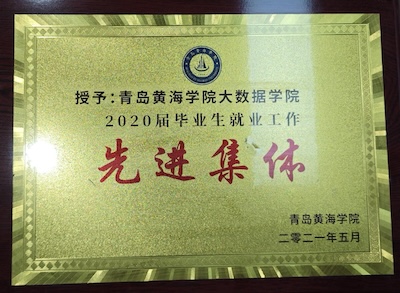 授予：青岛黄海学院大数据学院
2020届毕业生就业工作
先进集体
青岛黄海学院
二零二一年五月